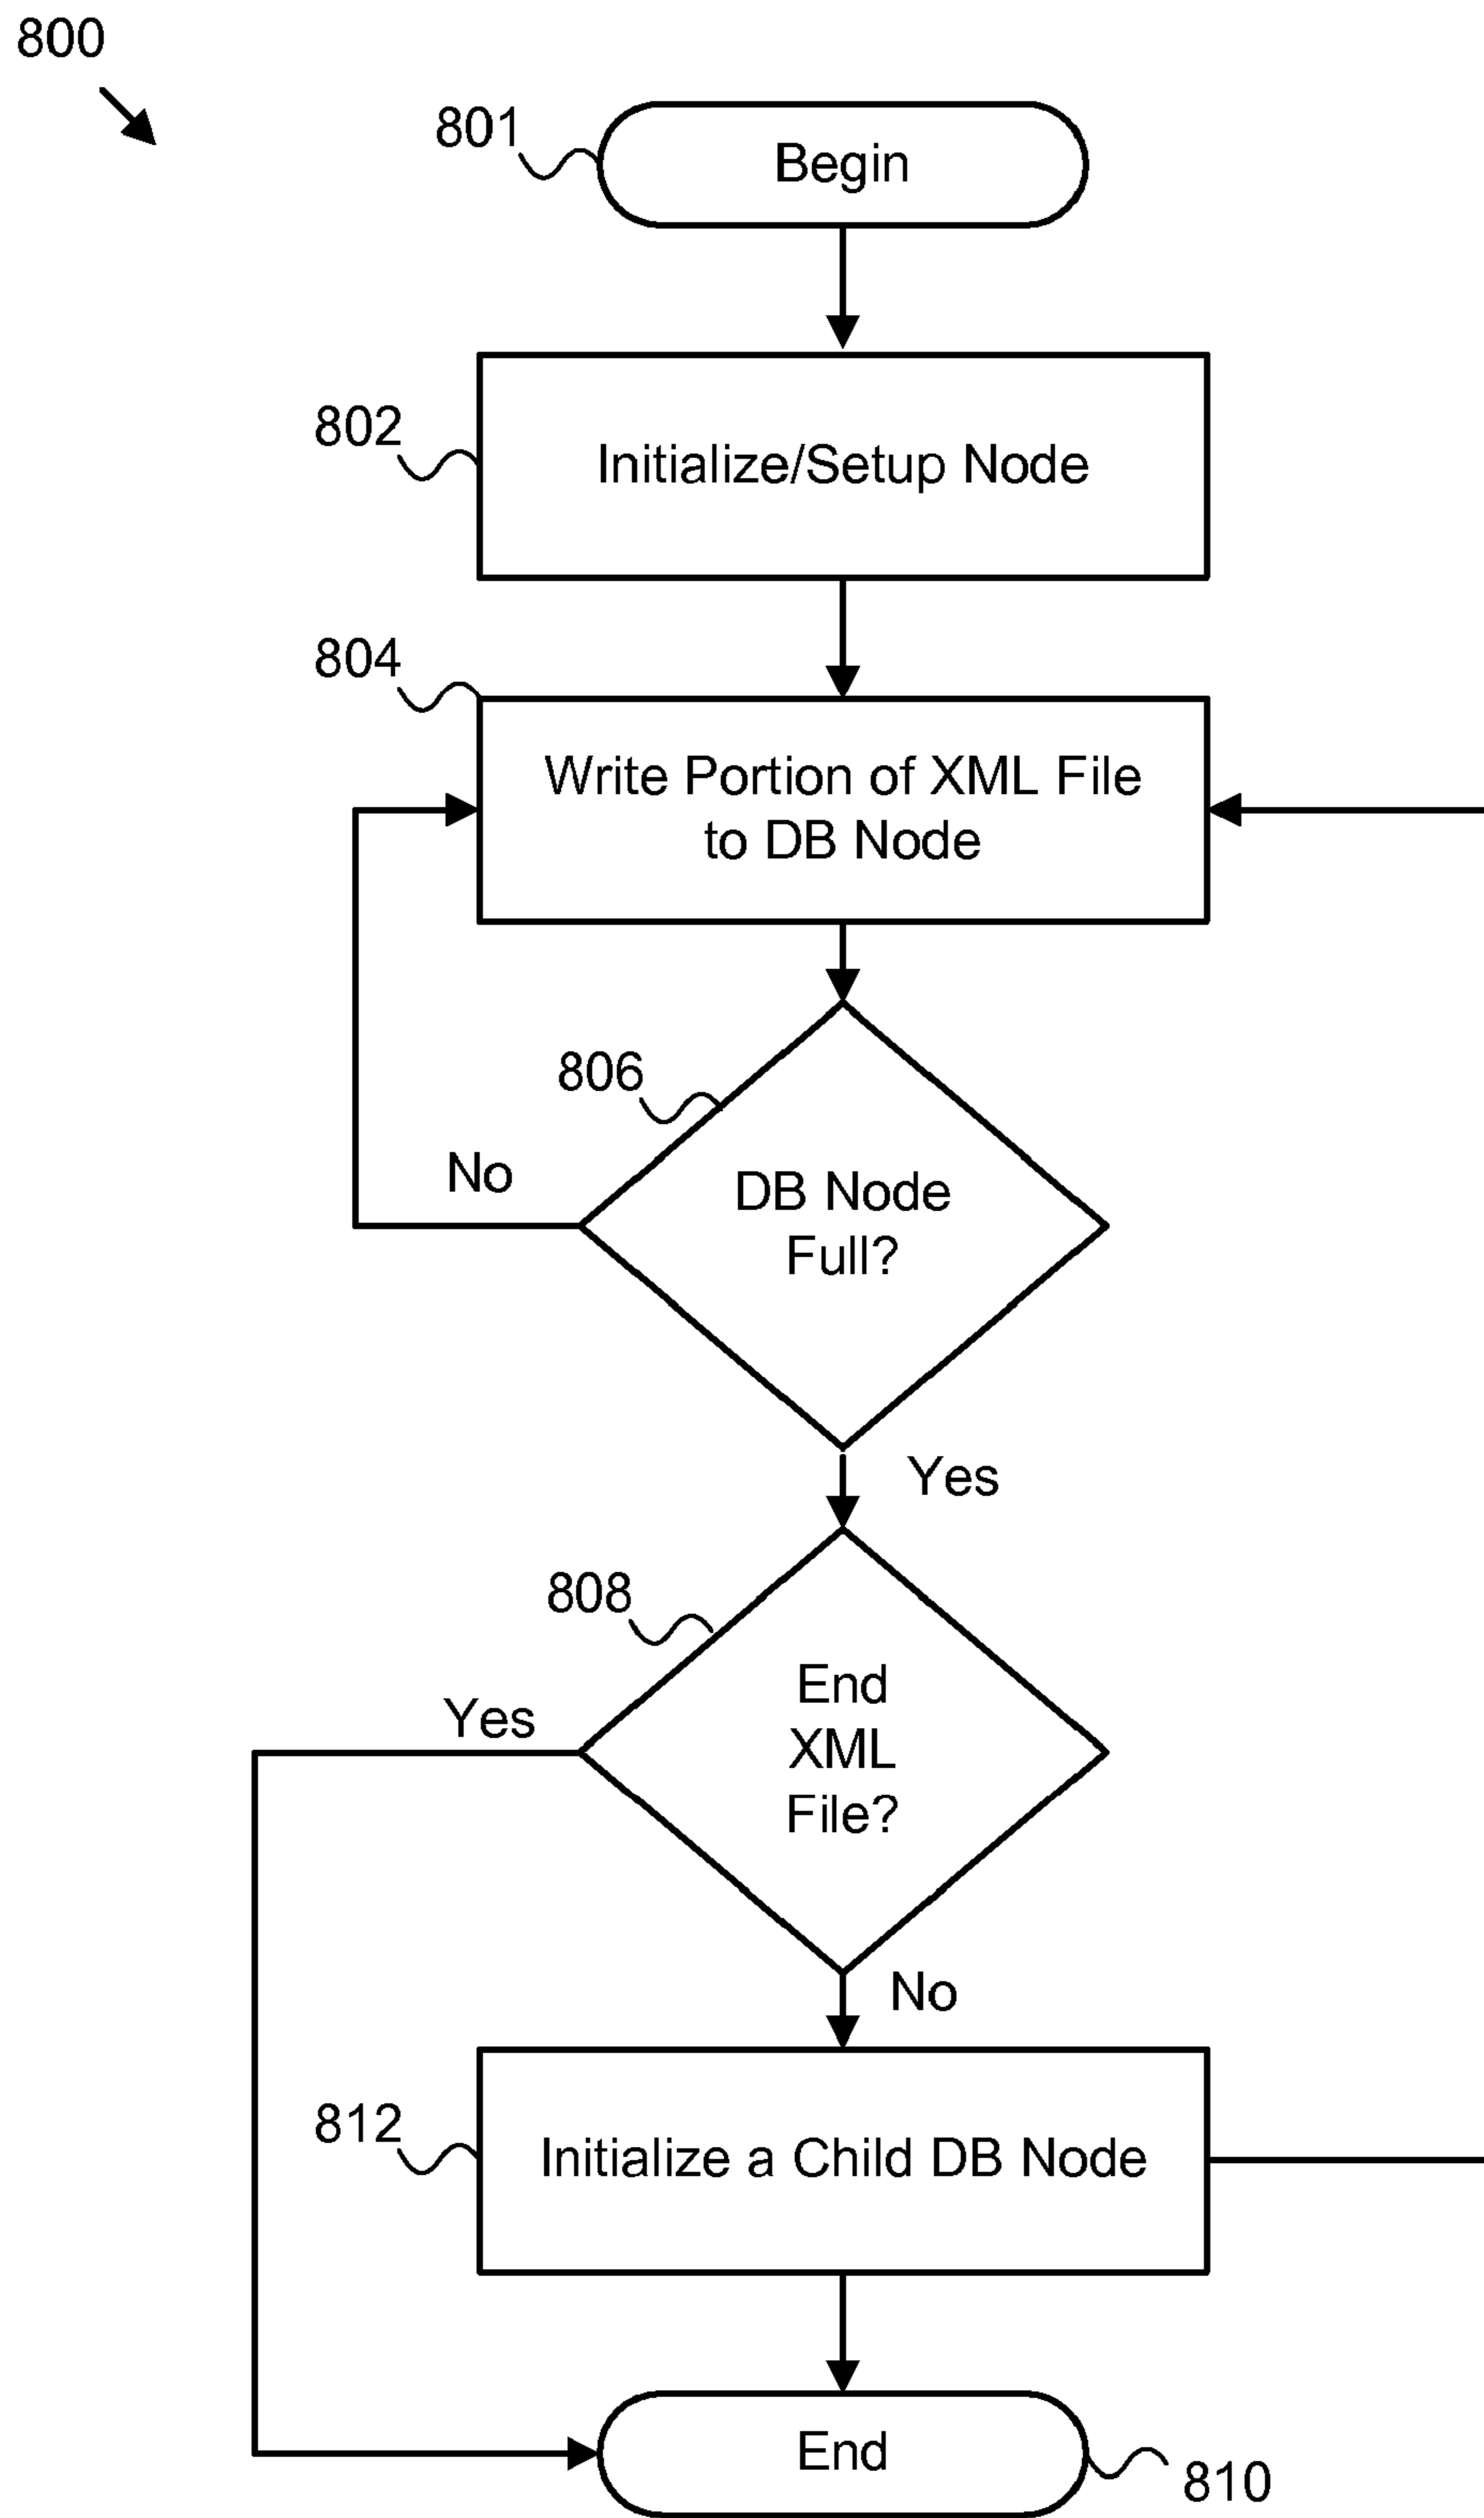 800
801
Begin
802
Initialize/Setup Node
804
Write Portion of XML File
to DB Node
806
No
DB Node
Full?
Yes
808
Yes
End
XML
File?
No
812
Initialize a Child DB Node
End
810